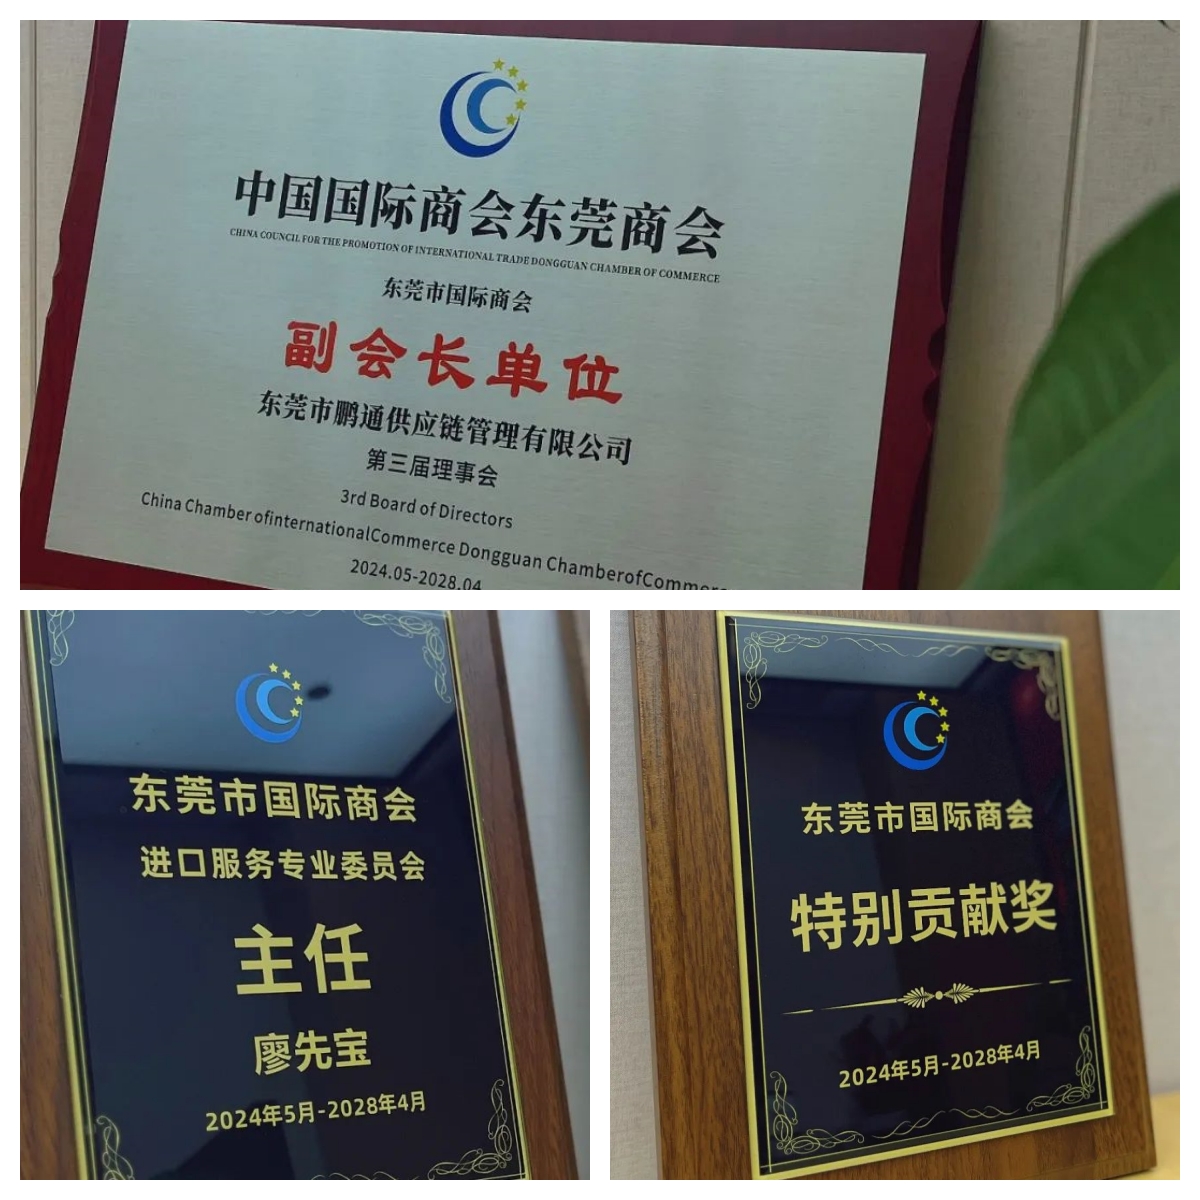 中国国际商会东莞商会
CHINA COUNCIL FOR THE PROMOTION OF INTERNATIONAL TRADE DONGGUAN CHAMBER OF COMMERCE
东莞市国际商会
副会长单位
东莞市鹏通供应链管理有限公司
第三届理事会
3rd Board of Directors
China Chamber ofinternationalCommerce Dongguan ChamberofCommerc
2024.05-2028.04
东莞市国际商会
进口服务专业委员会
主任
廖先宝
2024年5月-2028年4月
东莞市国际商会
特别贡献奖
2024年5月-2028年4月